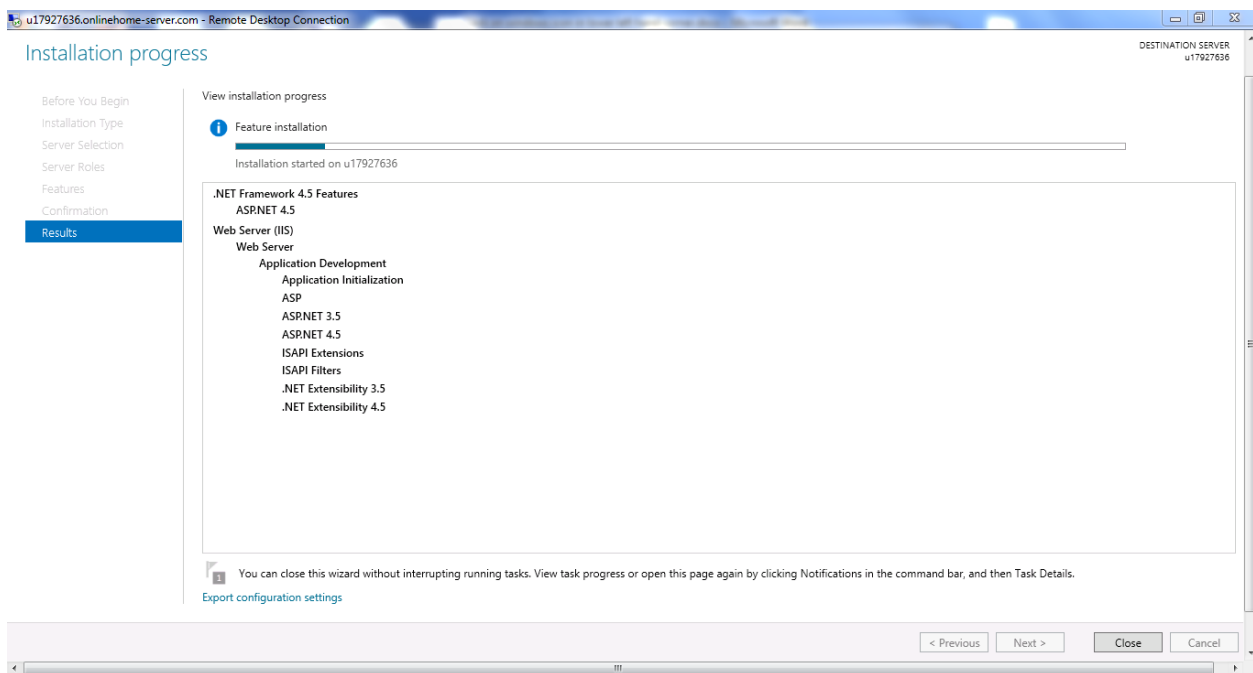 u17927636.onlinehome-server.com - Remote Desktop Connection
Installation progress
DESTINATION SERVER
u17927636
Before You Begin
Installation Type
Server Selection
Server Roles
Features
Confirmation
Results
View installation progress
Feature installation
Installation started on u17927636
.NET Framework 4.5 Features
ASP.NET 4.5
Web Server (IIS)
Web Server
Application Development
Application Initialization
ASP
ASP.NET 3.5
ASP.NET 4.5
ISAPI Extensions
ISAPI Filters
.NET Extensibility 3.5
.NET Extensibility 4.5
1
You can close this wizard without interrupting running tasks. View task progress or open this page again by clicking Notifications in the command bar, and then Task Details.
Export configuration settings
< Previous
Next >
Close
Cancel